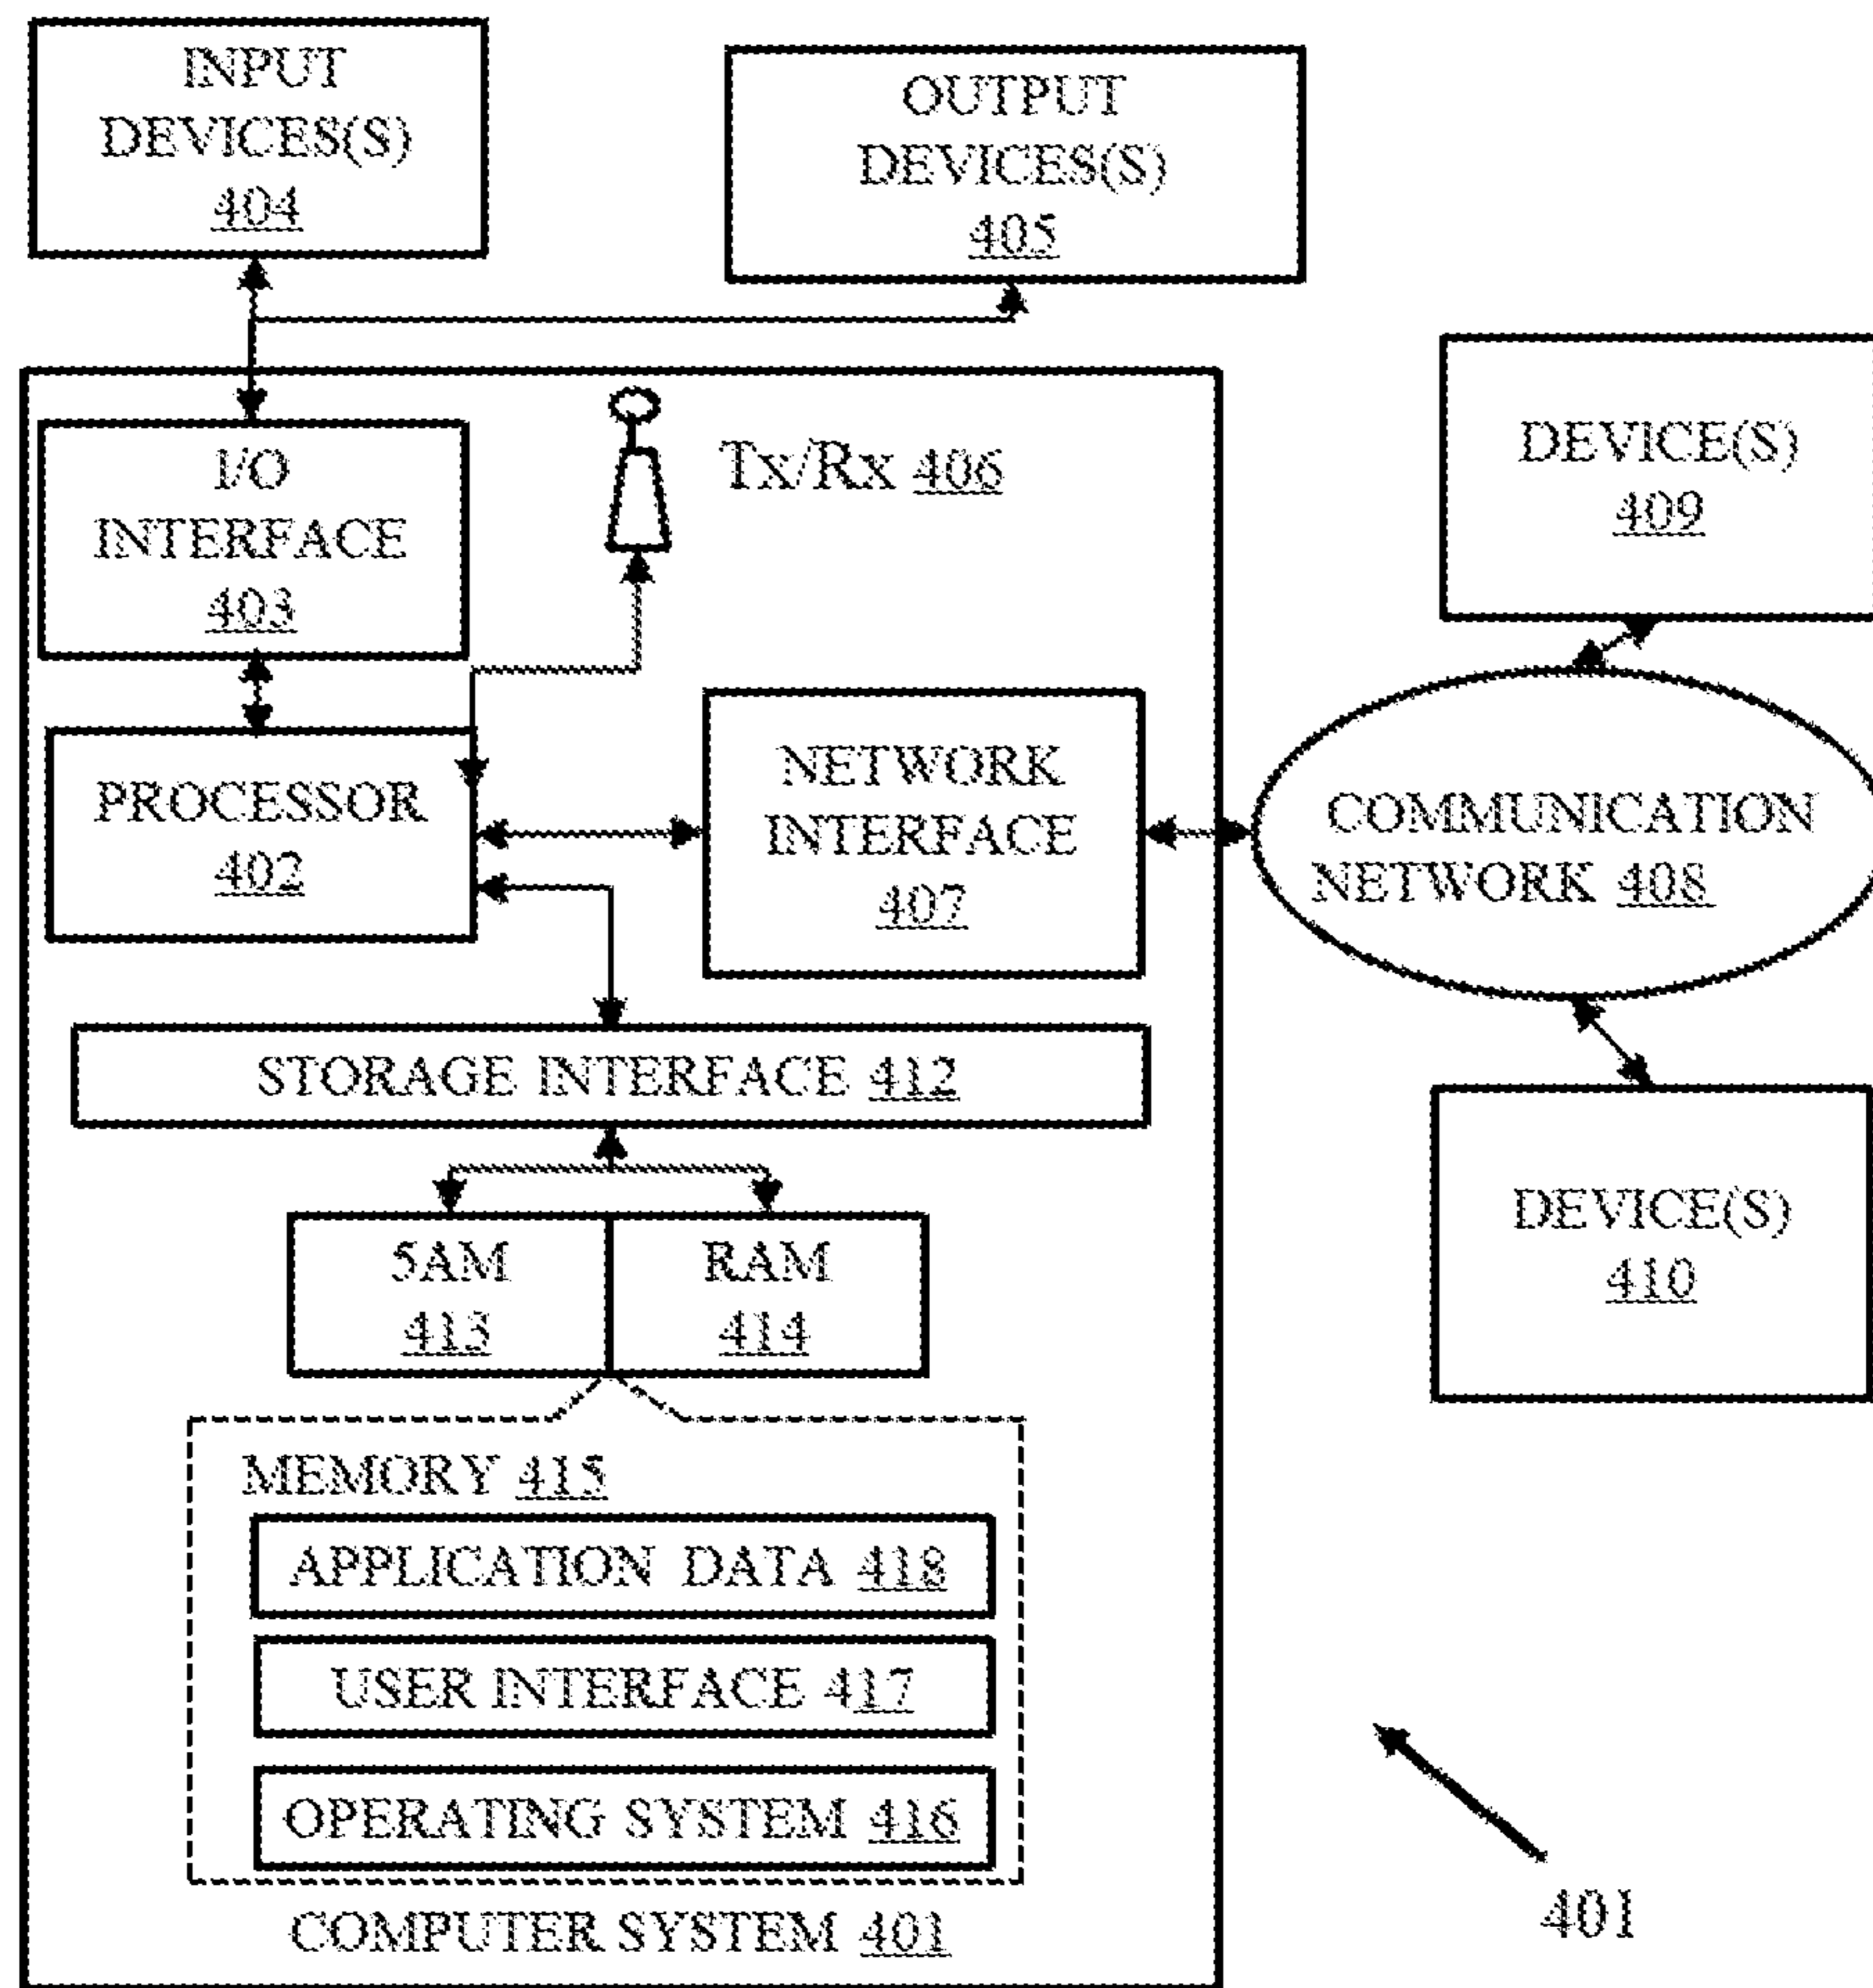 INPUT
DEVICES(S)
404
OUTPUT
DEVICES(S)
405
I/O
INTERFACE
403
Tx/Rx 406
DEVICE(S)
409
PROCESSOR
402
NETWORK
INTERFACE
407
COMMUNICATION
NETWORK 408
STORAGE INTERFACE 412
5AM
413
RAM
414
DEVICE(S)
410
MEMORY 415
APPLICATION DATA 418
USER INTERFACE 417
OPERATING SYSTEM 416
COMPUTER SYSTEM 401
401